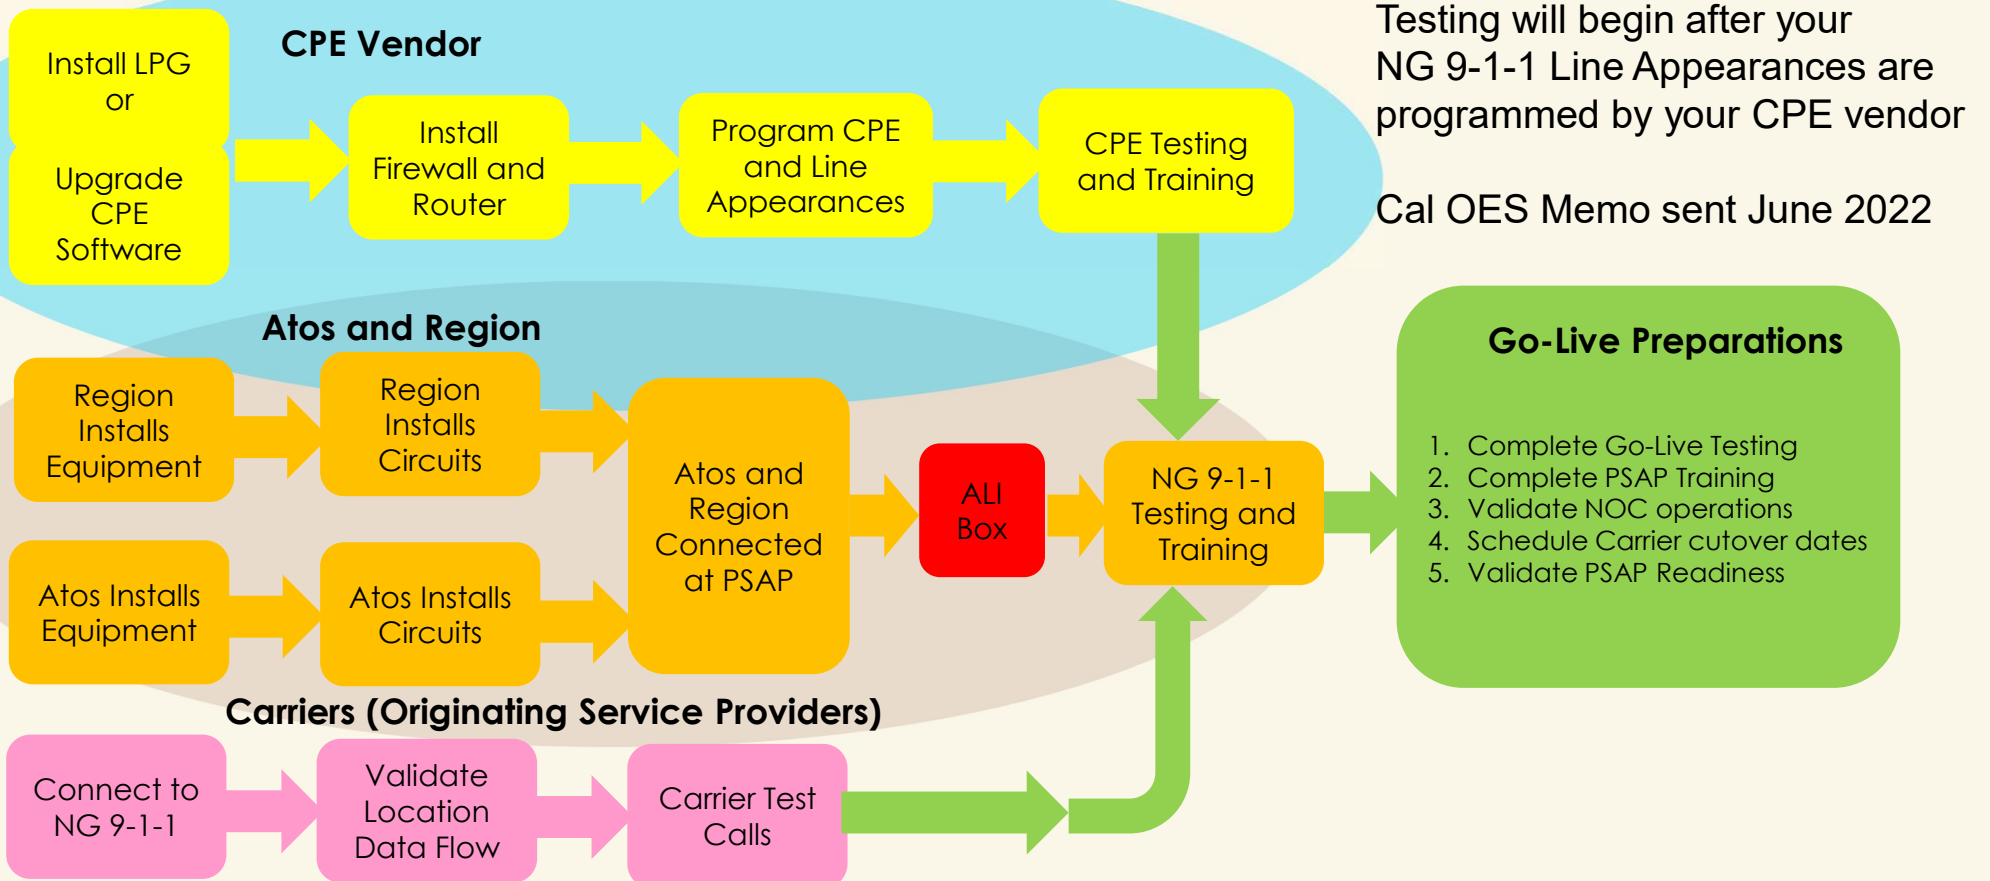 CPE Vendor
Install LPG
or
Upgrade
CPE
Software
Install
Firewall and
Router
Program CPE
and Line
Appearances
CPE Testing
and Training
Testing will begin after your
NG 9-1-1 Line Appearances are
programmed by your CPE vendor
Cal OES Memo sent June 2022
Atos and Region
Region
Installs
Equipment
Region
Installs
Circuits
Atos Installs
Equipment
Atos Installs
Circuits
Atos and
Region
Connected
at PSAP
ALI
Box
NG 9-1-1
Testing and
Training
Go-Live Preparations
1. Complete Go-Live Testing
2. Complete PSAP Training
3. Validate NOC operations
4. Schedule Carrier cutover dates
5. Validate PSAP Readiness
Carriers (Originating Service Providers)
Connect to
NG 9-1-1
Validate
Location
Data Flow
Carrier Test
Calls